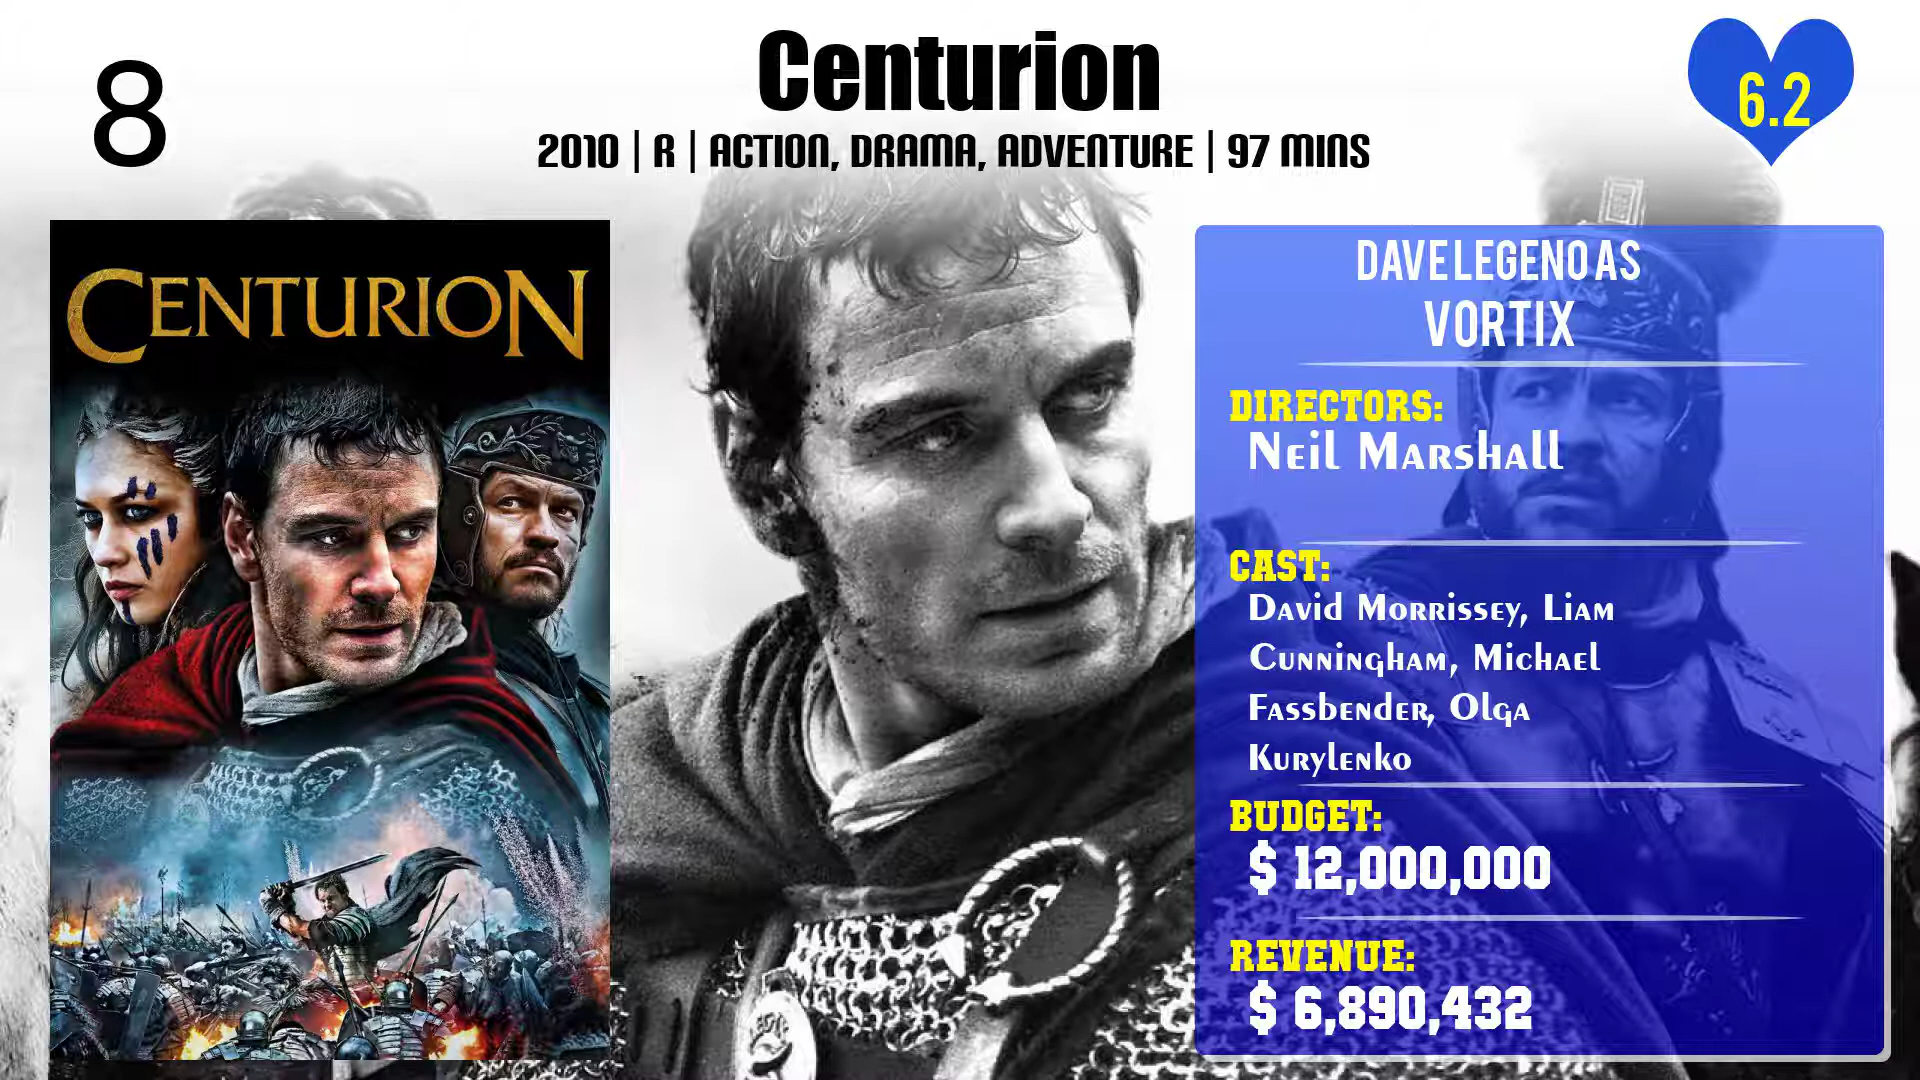 8
Centurion
2010 | R | ACTION, DRAMA, ADVENTURE | 97 MINS
6.2
CENTURION
DAVE LEGENO AS
VORTIX
DIRECTORS:
Neil Marshall
CAST:
David Morrissey, Liam
Cunningham, Michael
Fassbender, Olga
Kurylenko
BUDGET:
$ 12,000,000
REVENUE:
$ 6,890,432